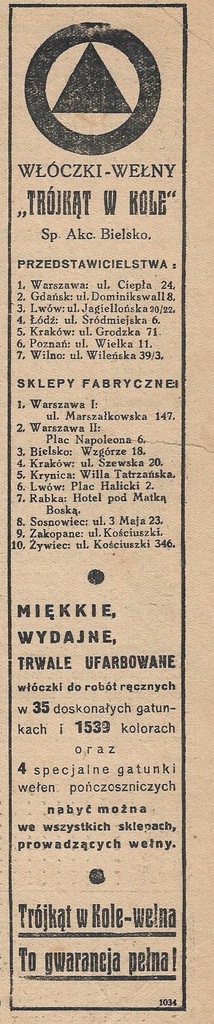 WŁÓCZKI-WEŁNY
„TRÓJKĄT W KOLE"
Sp. Akc. Bielsko.
PRZEDSTAWICIELSTWA :
1. Warszawa: ul. Ciepła 24.
2. Gdańsk: ul. Dominikswall 8.
3. Lwów: ul. Jagiellońska 20/22.
4. Łódź: ul. Śródmiejska 6.
5. Kraków: ul. Grodzka 71.
6. Poznań: ul. Wielka 11.
7. Wilno: ul. Wileńska 39/3.
SKLEPY FABRYCZNE:
1. Warszawa I:
ul. Marszałkowska 147.
2. Warszawa II:
Plac Napoleona 6.
3. Bielsko: Wzgórze 18.
4. Kraków: ul. Szewska 20.
5. Krynica: Willa Tatrzańska.
6. Lwów: Plac Halicki 2.
7. Rabka: Hotel pod Matką
Boską.
8. Sosnowiec: ul. 3 Maja 23.
9. Zakopane: ul. Kościuszki.
10. Żywiec: ul. Kościuszki 346.
MIĘKKIE,
WYDAJNE,
TRWALE UFARBOWANE
włóczki do robót ręcznych
w 35 doskonałych gatun-
kach i 1539 kolorach
oraz
4 specjalne gatunki
wełen pończoszniczych
nabyć można
we wszystkich sklepach,
prowadzących wełny.
Trójkąt w Kole-wełna
To gwarancja pełna!
1034